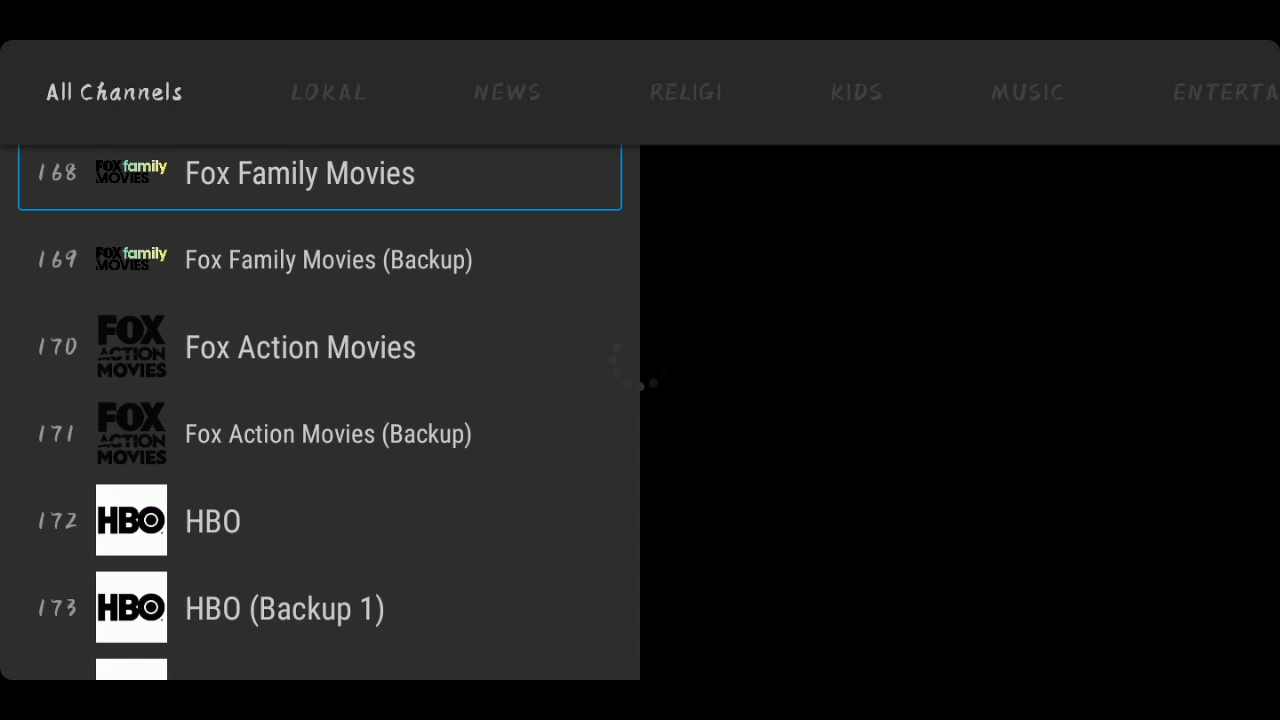 All Channels LOKAL NEWS RELIGI KIDS MUSIC ENTERTA
168 FOX family MOVIES Fox Family Movies
169 FOX family MOVIES Fox Family Movies (Backup)
170 FOX ACTION MOVIES Fox Action Movies
171 FOX ACTION MOVIES Fox Action Movies (Backup)
172 HBO HBO
173 HBO HBO (Backup 1)